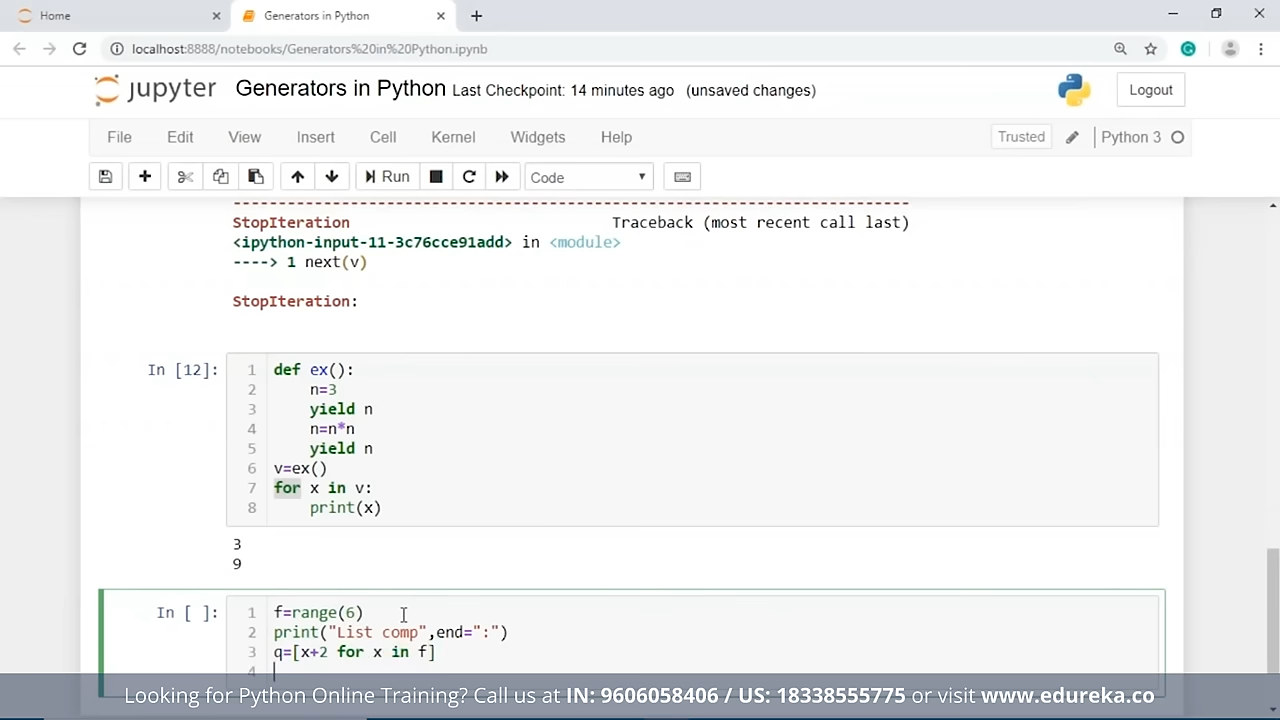 Home
Generators in Python
localhost:8888/notebooks/Generators%20in%20Python.ipynb
jupyter Generators in Python Last Checkpoint: 14 minutes ago (unsaved changes)
Logout
File Edit View Insert Cell Kernel Widgets Help
Trusted Python 3
Run Code
---------------------------------------------------------------------------
StopIteration Traceback (most recent call last)
<ipython-input-11-3c76cce91add> in <module>
----> 1 next(v)
StopIteration:
In [12]:
1 def ex():
2 n=3
3 yield n
4 n=n*n
5 yield n
6 v=ex()
7 for x in v:
8 print(x)
3
9
In [ ]:
1 f=range(6)
2 print("List comp",end=":")
3 q=[x+2 for x in f]
4
Looking for Python Online Training? Call us at IN: 9606058406 / US: 18338555775 or visit www.edureka.co